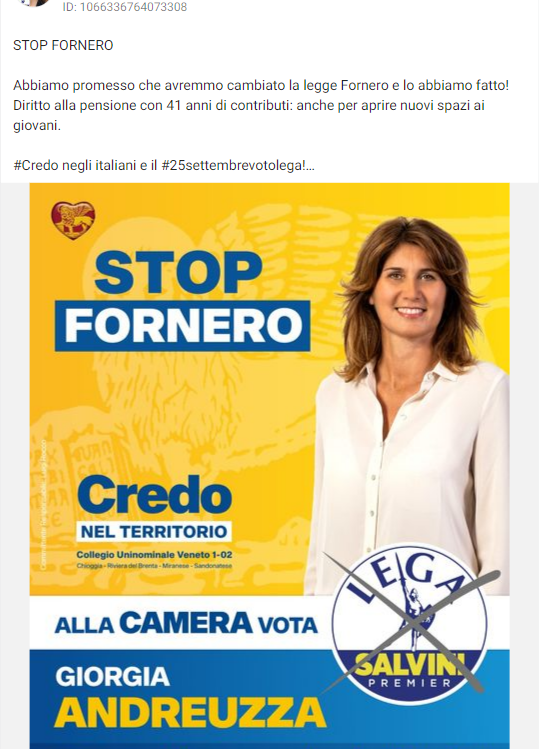 ID: 1066336764073308
STOP FORNERO
Abbiamo promesso che avremmo cambiato la legge Fornero e lo abbiamo fatto!
Diritto alla pensione con 41 anni di contributi: anche per aprire nuovi spazi ai
giovani.
#Credo negli italiani e il #25settembrevotolega!...
STOP
FORNERO
Credo
NEL TERRITORIO
Collegio Uninominale Veneto 1-02
Chioggia - Riviera del Brenta - Miranese - Sandonatese
LEGA
SALVINI
PREMIER
ALLA CAMERA VOTA
GIORGIA
ANDREUZZA